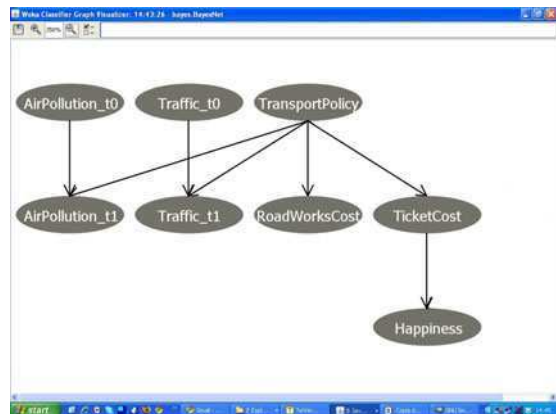 Weka Classifier Graph Visualizer: 14:43:26 - bayes.BayesNet
AirPollution_t0 Traffic_t0 TransportPolicy
AirPollution_t1 Traffic_t1 RoadWorksCost TicketCost
Happiness
start